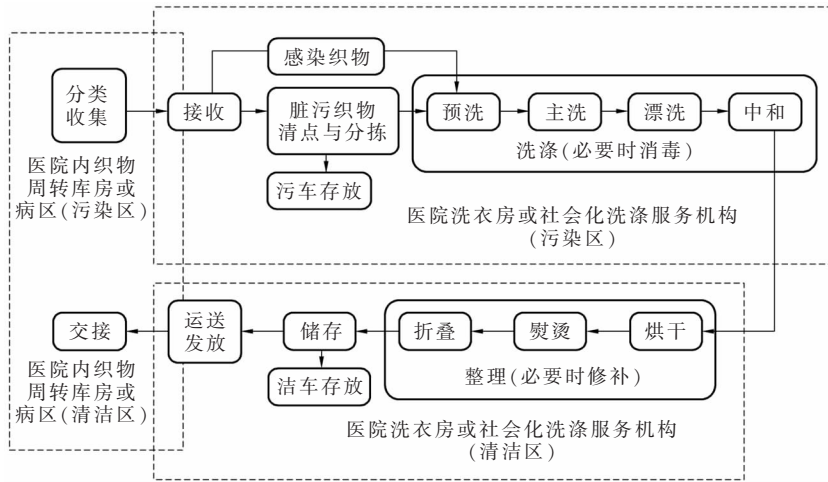 感染织物
分类
收集
接收
脏污织物
清点与分拣
预洗
主洗
漂洗
中和
洗涤(必要时消毒)
污车存放
医院内织物
周转库房或
病区(污染区)
医院洗衣房或社会化洗涤服务机构
(污染区)
交接
运送
发放
储存
折叠
熨烫
烘干
整理(必要时修补)
洁车存放
医院内织物
周转库房或
病区(清洁区)
医院洗衣房或社会化洗涤服务机构
(清洁区)